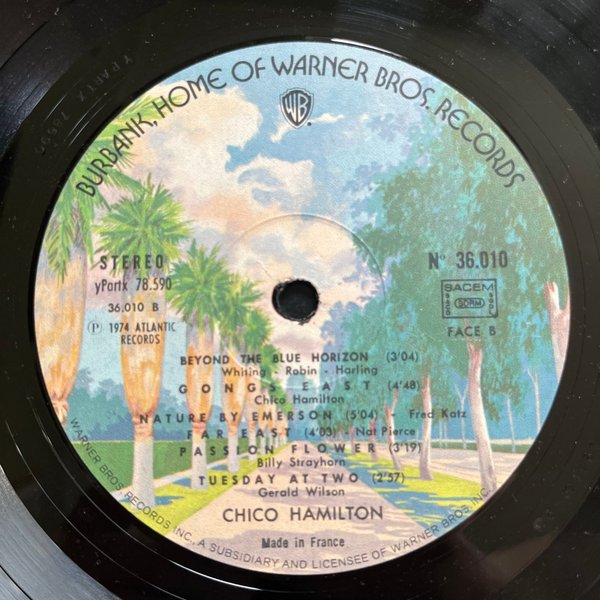 YPARTX 78590
BURBANK, HOME OF WARNER BROS. RECORDS
WB
STEREO
yPartx 78.590
36.010 B
Ⓟ 1974 ATLANTIC
RECORDS
Nº 36.010
SACEM
SDRM
FACE B
BEYOND THE BLUE HORIZON (3'04)
Whiting - Robin - Harling
GONGS EAST (4'48)
Chico Hamilton
NATURE BY EMERSON (5'04) - Fred Katz
FAR EAST (4'03) - Nat Pierce
PASSION FLOWER (3'19)
Billy Strayhorn
TUESDAY AT TWO (2'57)
Gerald Wilson
CHICO HAMILTON
Made in France
WARNER BROS RECORDS INC., A SUBSIDIARY AND LICENSEE OF WARNER BROS INC.